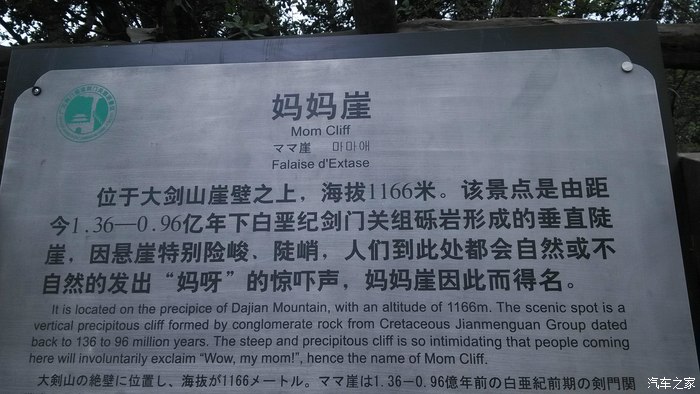 妈妈崖
Mom Cliff
ママ崖 마마애
Falaise d'Extase
位于大剑山崖壁之上，海拔1166米。该景点是由距
今1.36—0.96亿年下白垩纪剑门关组砾岩形成的垂直陡
崖，因悬崖特别险峻、陡峭，人们到此处都会自然或不
自然的发出“妈呀”的惊吓声，妈妈崖因此而得名。
It is located on the precipice of Dajian Mountain, with an altitude of 1166m. The scenic spot is a
vertical precipitous cliff formed by conglomerate rock from Cretaceous Jianmenguan Group dated
back to 136 to 96 million years. The steep and precipitous cliff is so intimidating that people coming
here will involuntarily exclaim “Wow, my mom!”, hence the name of Mom Cliff.
大剣山の絶壁に位置し、海抜が1166メートル。ママ崖は1.36—0.96億年前の白亜紀前期の剣門関
汽车之家